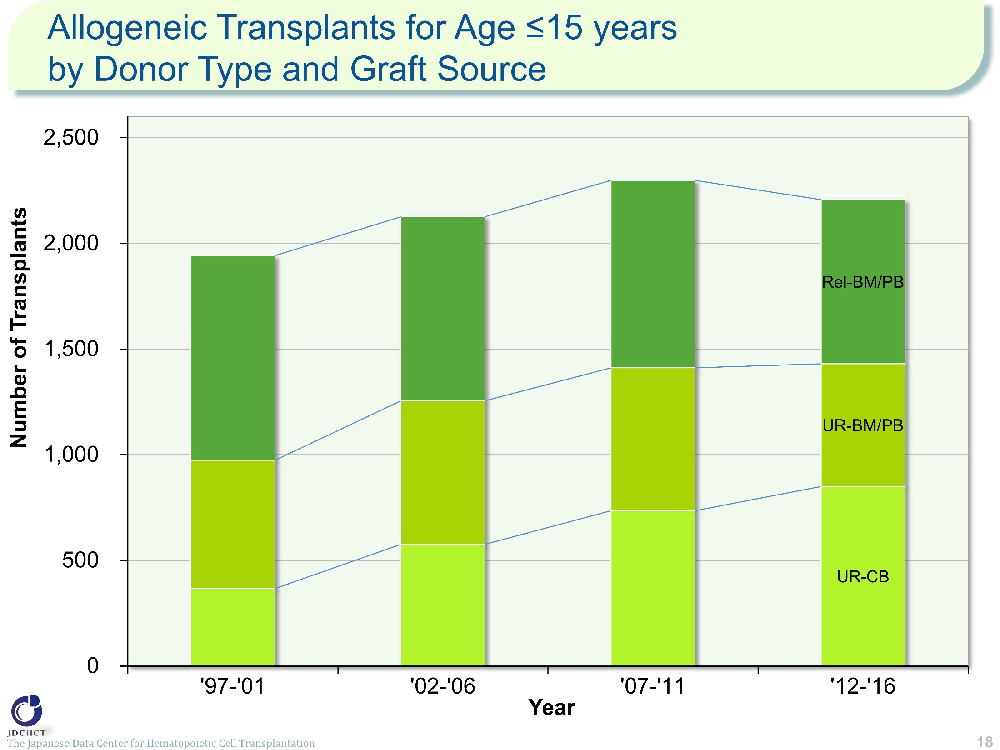 Allogeneic Transplants for Age ≤15 years
by Donor Type and Graft Source
Number of Transplants
2,500
2,000
1,500
1,000
500
0
Rel-BM/PB
UR-BM/PB
UR-CB
'97-'01
'02-'06
'07-'11
'12-'16
Year
JDCHCT
The Japanese Data Center for Hematopoietic Cell Transplantation
18